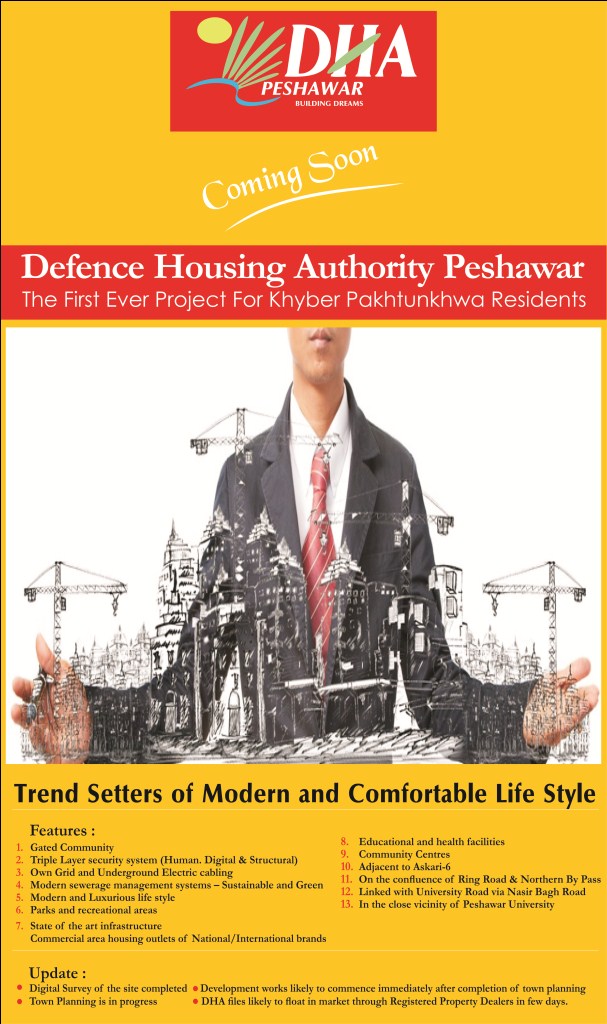 DHA
PESHAWAR
BUILDING DREAMS
Coming Soon
Defence Housing Authority Peshawar
The First Ever Project For Khyber Pakhtunkhwa Residents
Trend Setters of Modern and Comfortable Life Style
Features :
1. Gated Community
2. Triple Layer security system (Human. Digital & Structural)
3. Own Grid and Underground Electric cabling
4. Modern sewerage management systems – Sustainable and Green
5. Modern and Luxurious life style
6. Parks and recreational areas
7. State of the art infrastructure
Commercial area housing outlets of National/International brands
8. Educational and health facilities
9. Community Centres
10. Adjacent to Askari-6
11. On the confluence of Ring Road & Northern By Pass
12. Linked with University Road via Nasir Bagh Road
13. In the close vicinity of Peshawar University
Update :
• Digital Survey of the site completed
• Town Planning is in progress
• Development works likely to commence immediately after completion of town planning
• DHA files likely to float in market through Registered Property Dealers in few days.